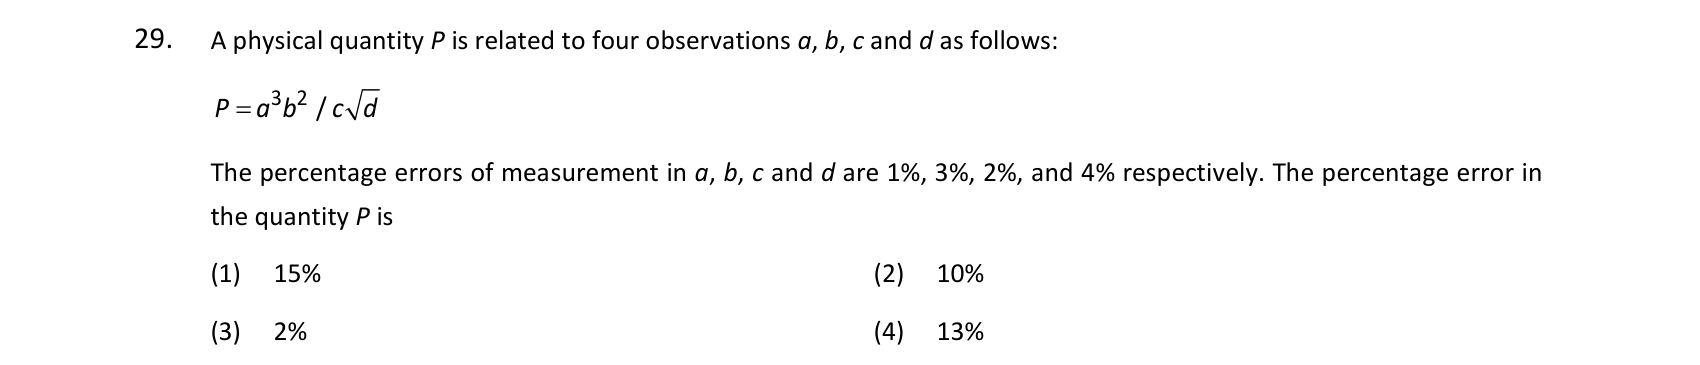 29. A physical quantity P is related to four observations a, b, c and d as follows:
P = a³b² / c√d
The percentage errors of measurement in a, b, c and d are 1%, 3%, 2%, and 4% respectively. The percentage error in
the quantity P is
(1) 15% (2) 10%
(3) 2% (4) 13%